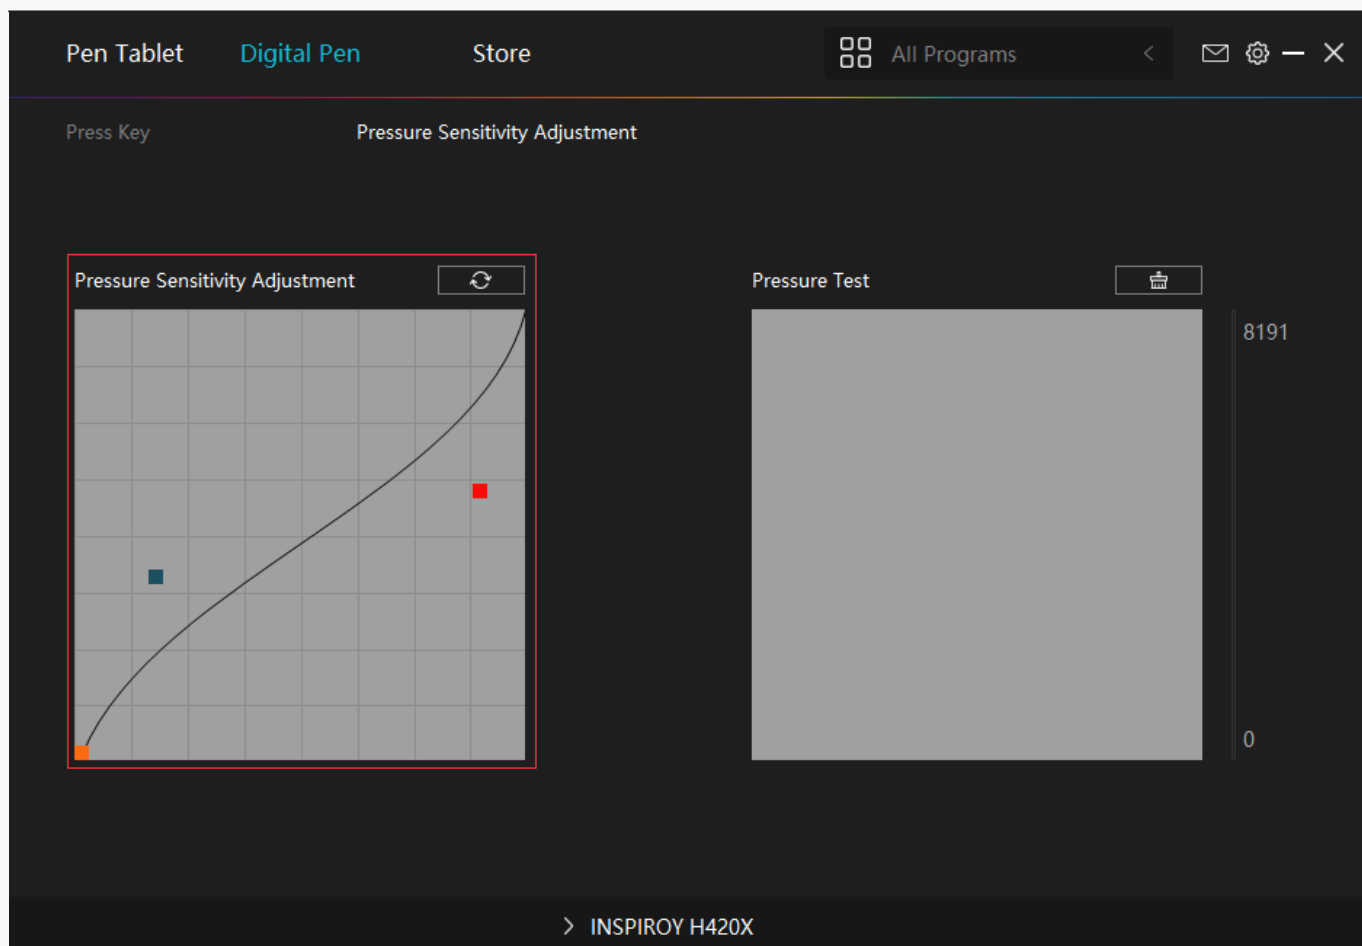 Pen Tablet Digital Pen Store All Programs
Press Key Pressure Sensitivity Adjustment
Pressure Sensitivity Adjustment
Pressure Test
8191
0
INSPIROY H420X